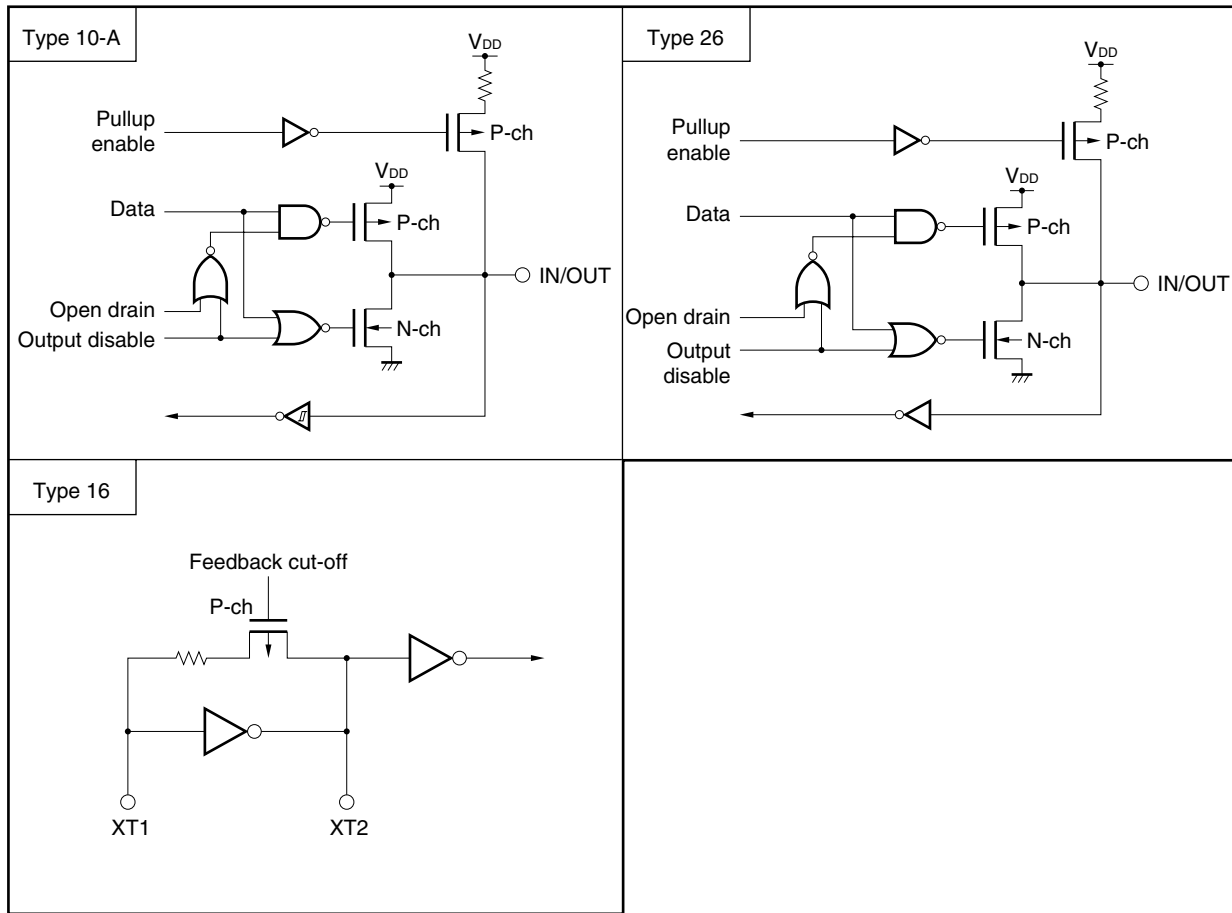 Type 10-A
VDD
Pullup
enable
P-ch
VDD
Data
P-ch
IN/OUT
Open drain
N-ch
Output disable
Type 26
VDD
Pullup
enable
P-ch
VDD
Data
P-ch
IN/OUT
Open drain
N-ch
Output
disable
Type 16
Feedback cut-off
P-ch
XT1
XT2